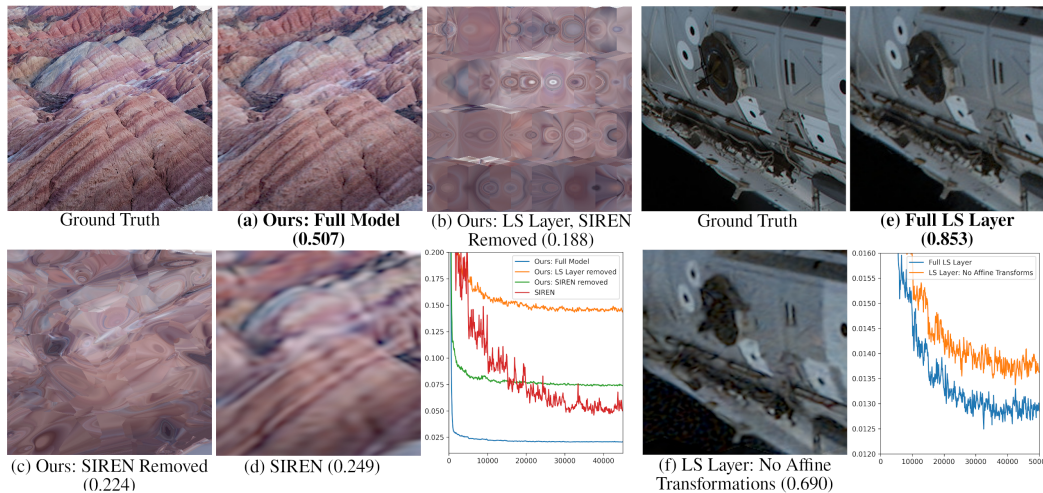 Ground Truth
(a) Ours: Full Model
(0.507)
(b) Ours: LS Layer, SIREN
Removed (0.188)
Ground Truth
(e) Full LS Layer
(0.853)
(c) Ours: SIREN Removed
(0.224)
(d) SIREN (0.249)
0.200
0.175
0.150
0.125
0.100
0.075
0.050
0.025
Ours: Full Model
Ours: LS Layer removed
Ours: SIREN removed
SIREN
0
10000
20000
30000
40000
(f) LS Layer: No Affine
Transformations (0.690)
0.0160
0.0155
0.0150
0.0145
0.0140
0.0135
0.0130
0.0125
0.0120
Full LS Layer
LS Layer: No Affine Transforms
0
10000
20000
30000
40000
5000